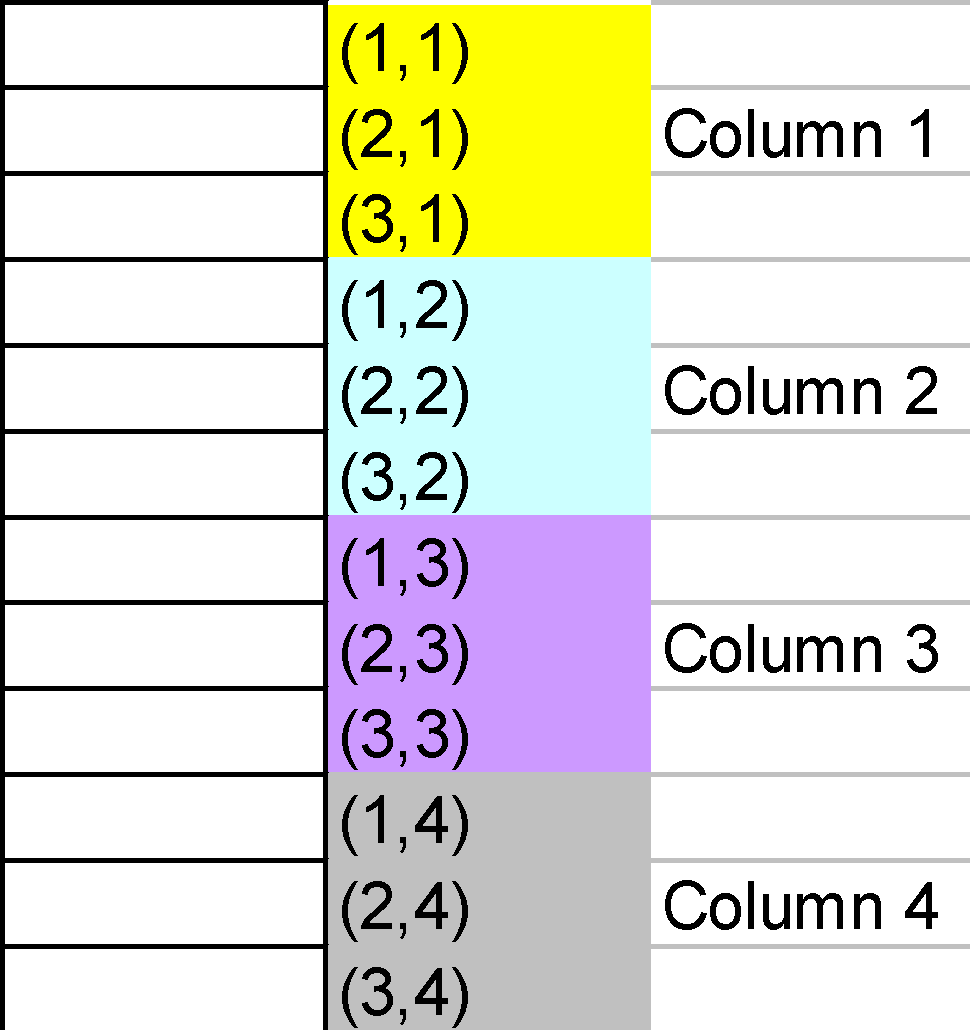 (1,1)
(2,1) Column 1
(3,1)
(1,2)
(2,2) Column 2
(3,2)
(1,3)
(2,3) Column 3
(3,3)
(1,4)
(2,4) Column 4
(3,4)